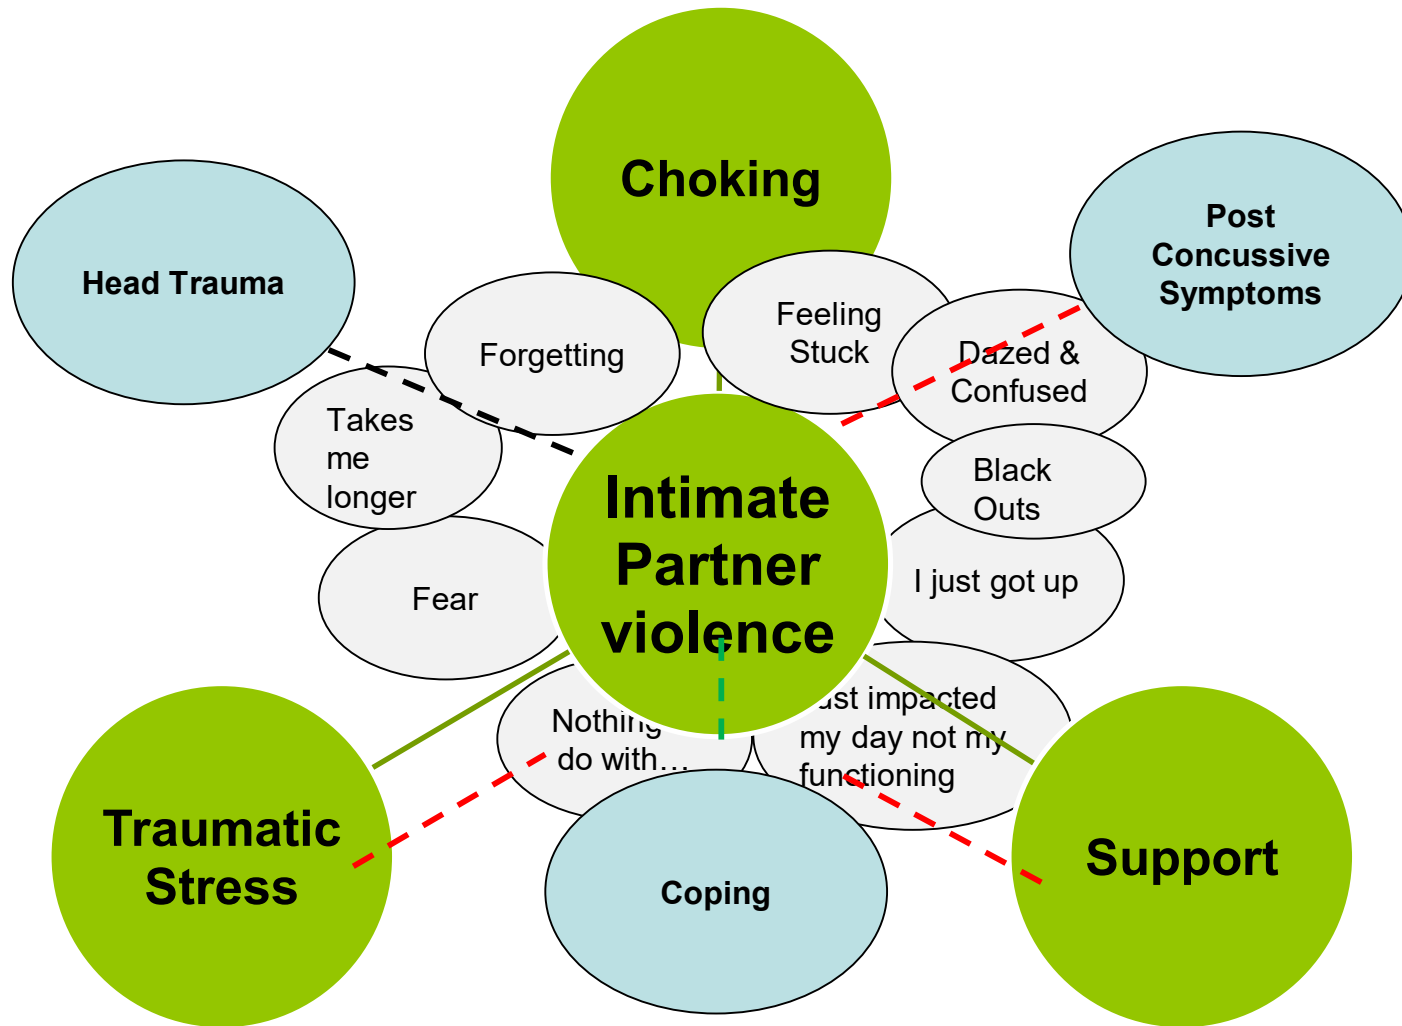 Choking
Post
Concussive
Symptoms
Head Trauma
Feeling
Stuck
Forgetting
Dazed &
Confused
Takes
me
longer
Black
Outs
Intimate
Partner
violence
I just got up
Fear
Nothing
do with…
impacted
my day not my
functioning
Traumatic
Stress
Support
Coping